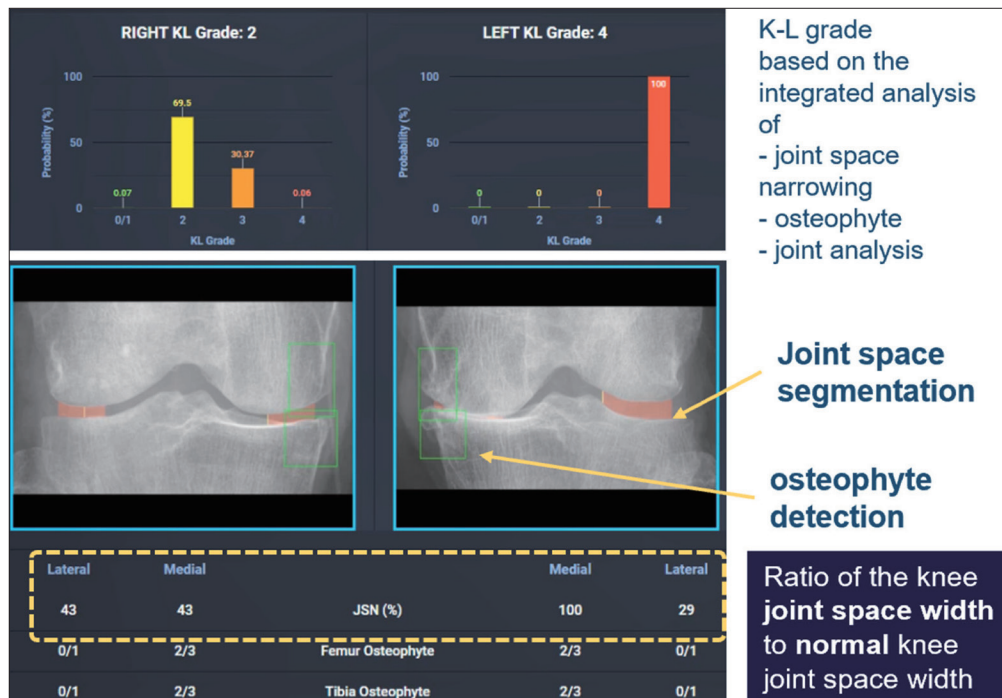 RIGHT KL Grade: 2
100
50
0
Probability (%)
0.07
69.5
30.37
0.06
0/1
2
3
4
KL Grade
LEFT KL Grade: 4
100
50
0
Probability (%)
0
0
0
100
0/1
2
3
4
KL Grade
K-L grade
based on the
integrated analysis
of
- joint space
narrowing
- osteophyte
- joint analysis
Joint space
segmentation
osteophyte
detection
Lateral Medial Medial Lateral
43 43 JSN (%) 100 29
0/1 2/3 Femur Osteophyte 2/3 0/1
0/1 2/3 Tibia Osteophyte 2/3 0/1
Ratio of the knee
joint space width
to normal knee
joint space width